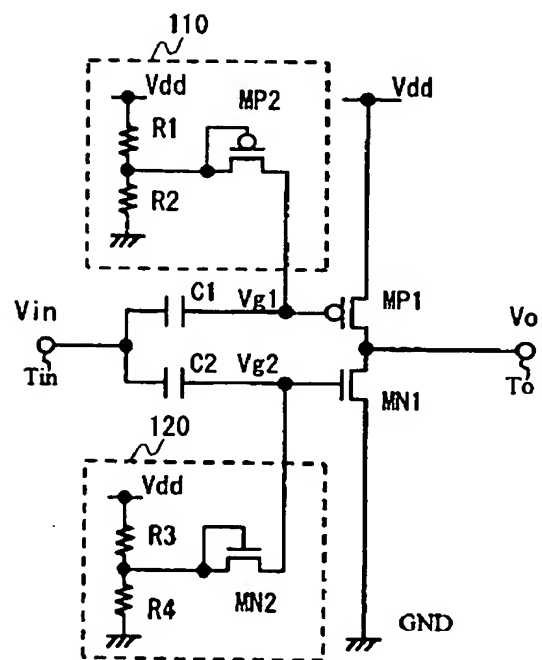 110
Vdd
MP2
Vdd
R1
R2
C1
Vg1
MP1
Vin
Vo
Tin
C2
Vg2
MN1
To
120
Vdd
R3
MN2
R4
GND